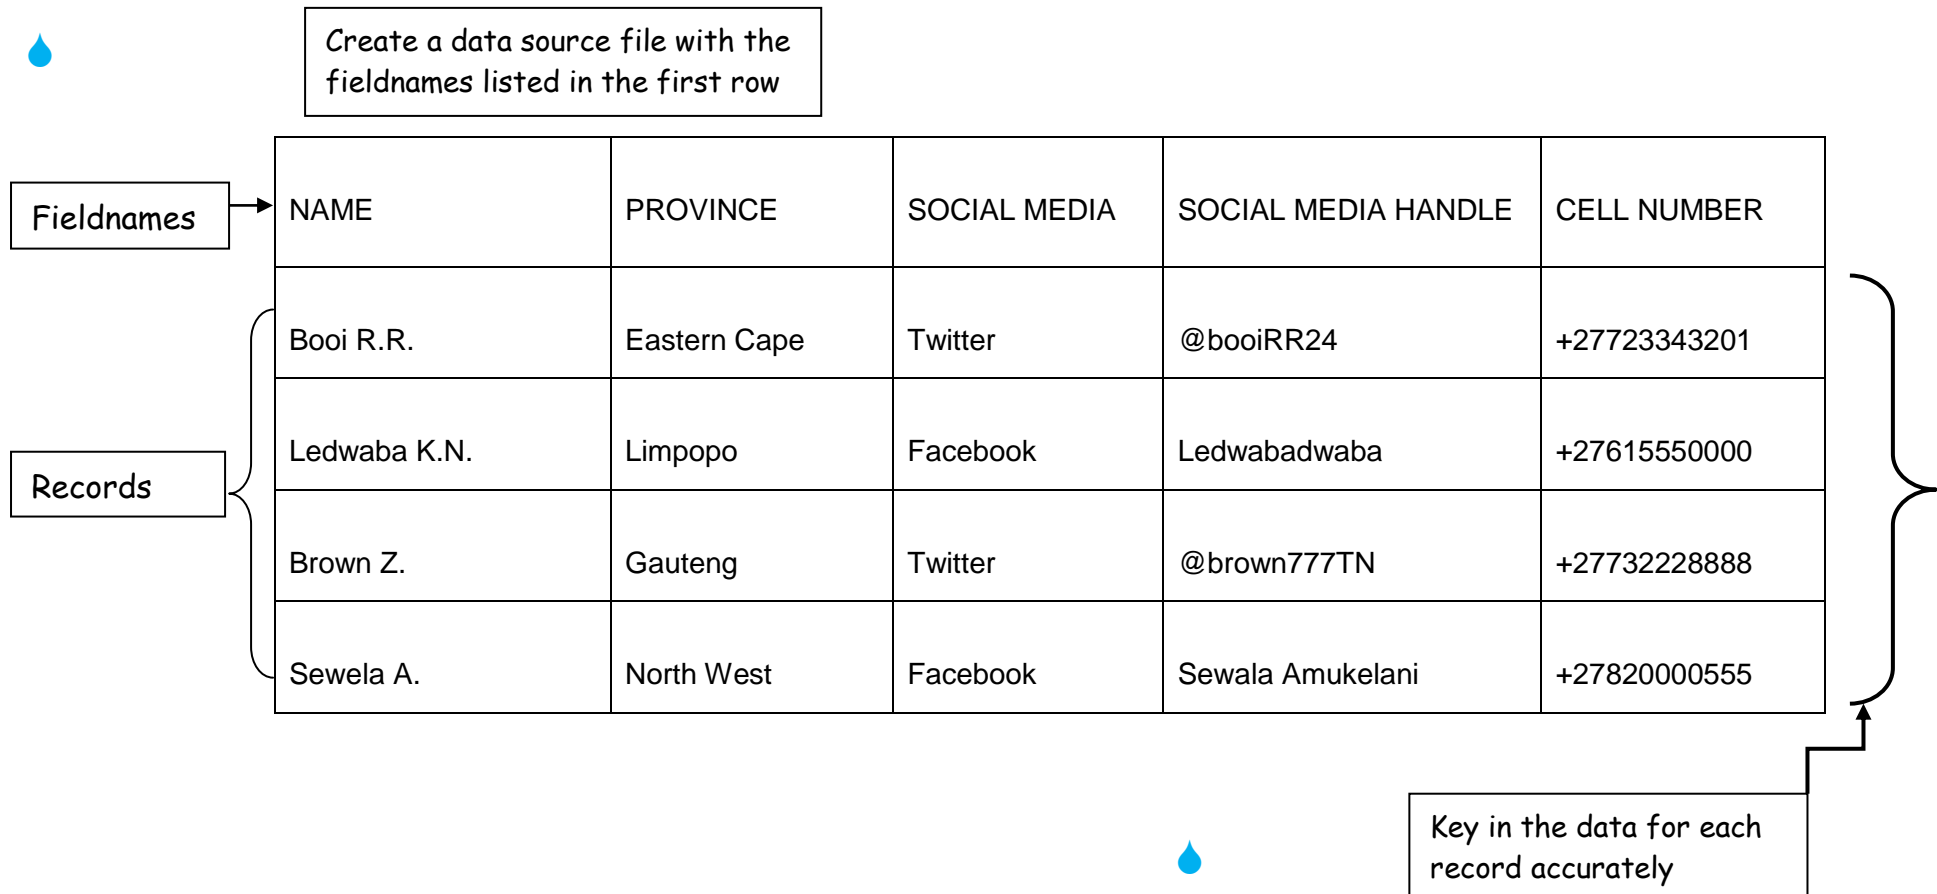 Create a data source file with the
fieldnames listed in the first row
Fieldnames
NAME PROVINCE SOCIAL MEDIA SOCIAL MEDIA HANDLE CELL NUMBER
Booi R.R. Eastern Cape Twitter @booiRR24 +27723343201
Ledwaba K.N. Limpopo Facebook Ledwabadwaba +27615550000
Records
Brown Z. Gauteng Twitter @brown777TN +27732228888
Sewela A. North West Facebook Sewala Amukelani +27820000555
Key in the data for each
record accurately